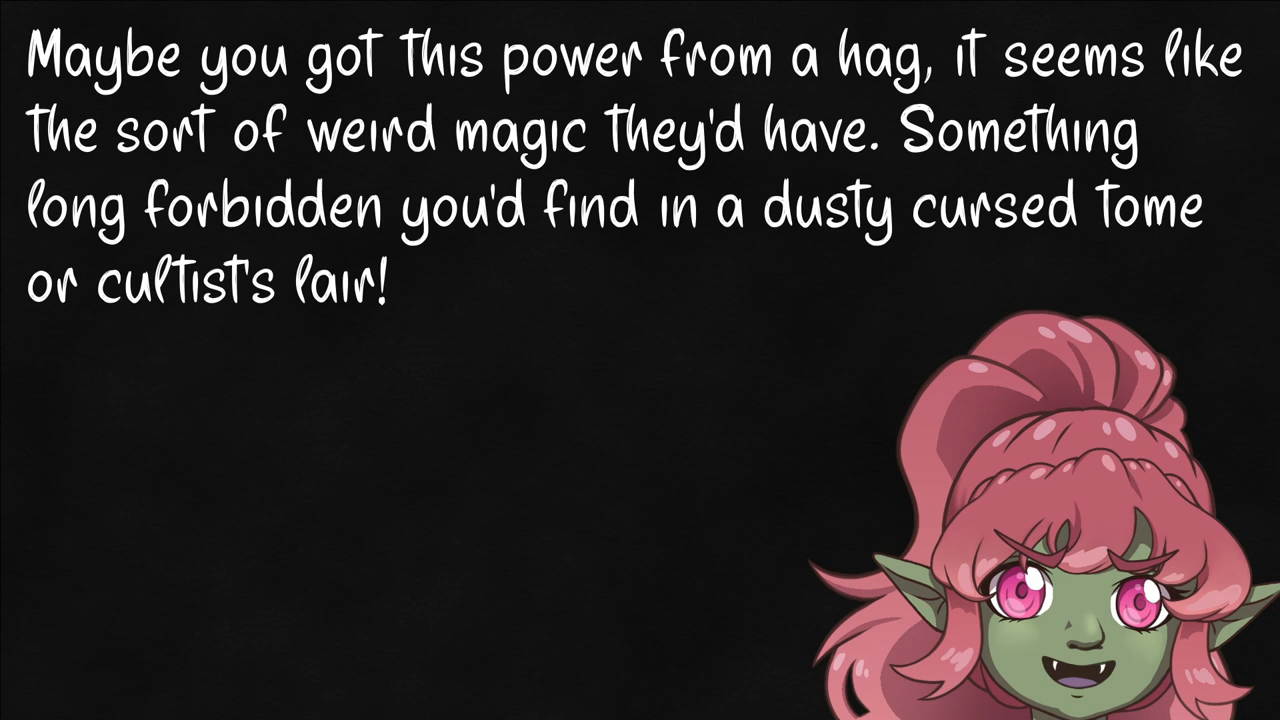 Maybe you got this power from a hag, it seems like
the sort of weird magic they'd have. Something
long forbidden you'd find in a dusty cursed tome
or cultist's lair!